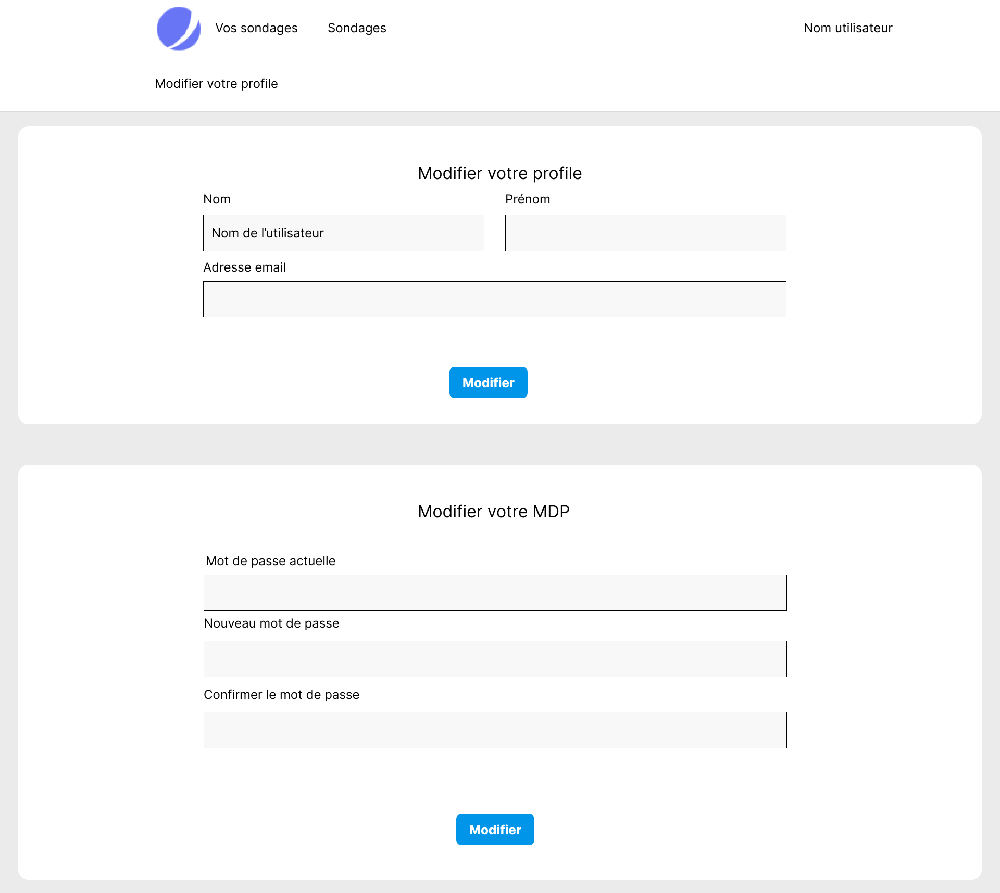 Vos sondages
Sondages
Nom utilisateur
Modifier votre profile
Modifier votre profile
Nom
Prénom
Nom de l’utilisateur
Adresse email
Modifier
Modifier votre MDP
Mot de passe actuelle
Nouveau mot de passe
Confirmer le mot de passe
Modifier